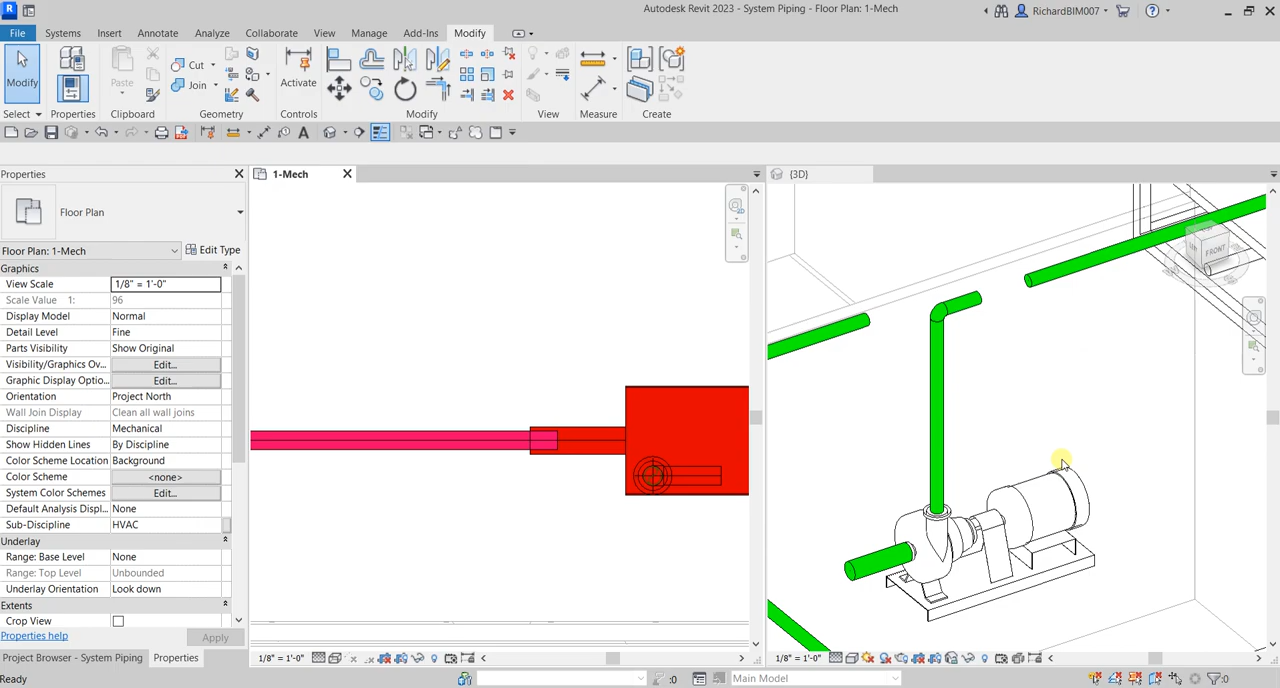 Autodesk Revit 2023 - System Piping - Floor Plan: 1-Mech
RichardBIM007
File Systems Insert Annotate Analyze Collaborate View Manage Add-Ins Modify
Modify
Paste
Cut
Join
Activate
Select Properties Clipboard Geometry Controls Modify View Measure Create
Properties
1-Mech
{3D}
Floor Plan
Floor Plan: 1-Mech Edit Type
Graphics
View Scale 1/8" = 1'-0"
Scale Value 1: 96
Display Model Normal
Detail Level Fine
Parts Visibility Show Original
Visibility/Graphics Ov... Edit...
Graphic Display Optio... Edit...
Orientation Project North
Wall Join Display Clean all wall joins
Discipline Mechanical
Show Hidden Lines By Discipline
Color Scheme Location Background
Color Scheme <none>
System Color Schemes Edit...
Default Analysis Displ... None
Sub-Discipline HVAC
Underlay
Range: Base Level None
Range: Top Level Unbounded
Underlay Orientation Look down
Extents
Crop View
Properties help Apply
Project Browser - System Piping Properties
1/8" = 1'-0"
1/8" = 1'-0"
FRONT
Ready
:0
Main Model
:0